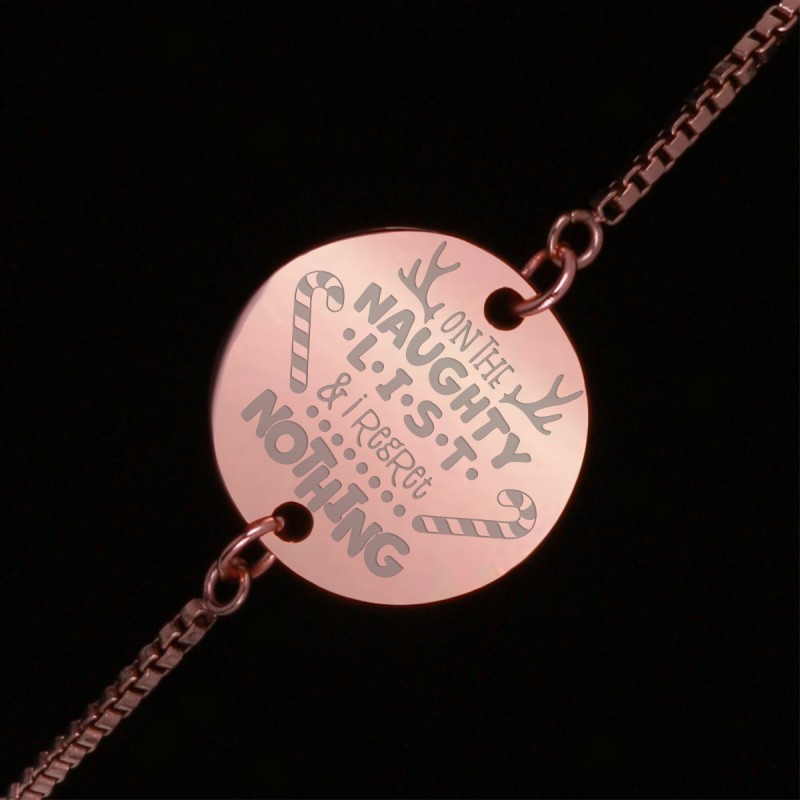 ON THE
NAUGHTY
·L·I·S·T·
& i RegRet
NOTHING